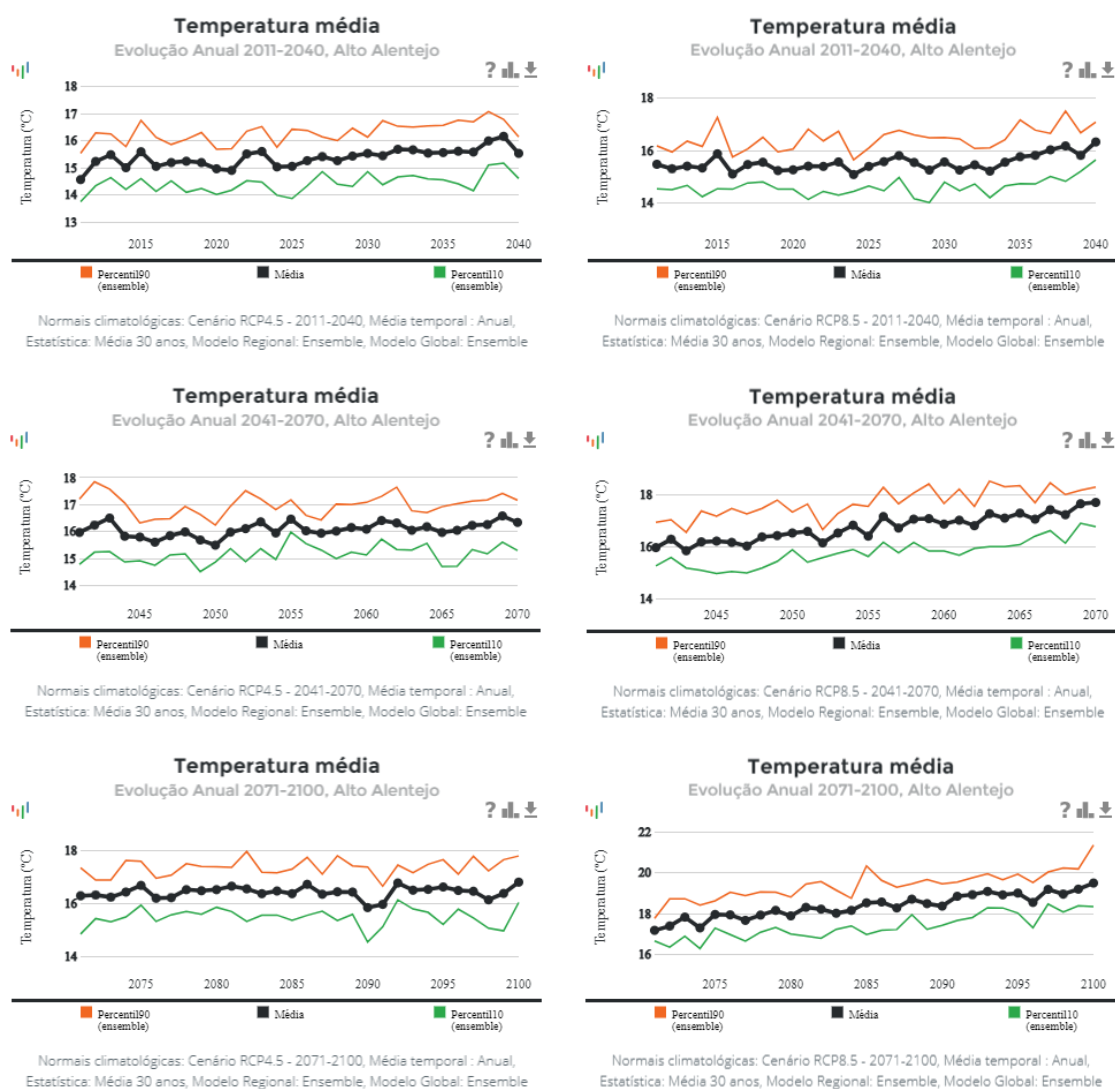 Temperatura média
Evolução Anual 2011-2040, Alto Alentejo
?
Temperatura (°C)
18
17
16
15
14
13
2015
2020
2025
2030
2035
2040
Percentil90
(ensemble)
Média
Percentil10
(ensemble)
Normais climatológicas: Cenário RCP4.5 - 2011-2040, Média temporal : Anual,
Estatística: Média 30 anos, Modelo Regional: Ensemble, Modelo Global: Ensemble
Temperatura média
Evolução Anual 2011-2040, Alto Alentejo
?
Temperatura (°C)
18
16
14
2015
2020
2025
2030
2035
2040
Percentil90
(ensemble)
Média
Percentil10
(ensemble)
Normais climatológicas: Cenário RCP8.5 - 2011-2040, Média temporal : Anual,
Estatística: Média 30 anos, Modelo Regional: Ensemble, Modelo Global: Ensemble
Temperatura média
Evolução Anual 2041-2070, Alto Alentejo
?
Temperatura (°C)
18
17
16
15
14
2045
2050
2055
2060
2065
2070
Percentil90
(ensemble)
Média
Percentil10
(ensemble)
Normais climatológicas: Cenário RCP4.5 - 2041-2070, Média temporal : Anual,
Estatística: Média 30 anos, Modelo Regional: Ensemble, Modelo Global: Ensemble
Temperatura média
Evolução Anual 2041-2070, Alto Alentejo
?
Temperatura (°C)
18
16
14
2045
2050
2055
2060
2065
2070
Percentil90
(ensemble)
Média
Percentil10
(ensemble)
Normais climatológicas: Cenário RCP8.5 - 2041-2070, Média temporal : Anual,
Estatística: Média 30 anos, Modelo Regional: Ensemble, Modelo Global: Ensemble
Temperatura média
Evolução Anual 2071-2100, Alto Alentejo
?
Temperatura (°C)
18
16
14
2075
2080
2085
2090
2095
2100
Percentil90
(ensemble)
Média
Percentil10
(ensemble)
Normais climatológicas: Cenário RCP4.5 - 2071-2100, Média temporal : Anual,
Estatística: Média 30 anos, Modelo Regional: Ensemble, Modelo Global: Ensemble
Temperatura média
Evolução Anual 2071-2100, Alto Alentejo
?
Temperatura (°C)
22
20
18
16
2075
2080
2085
2090
2095
2100
Percentil90
(ensemble)
Média
Percentil10
(ensemble)
Normais climatológicas: Cenário RCP8.5 - 2071-2100, Média temporal : Anual,
Estatística: Média 30 anos, Modelo Regional: Ensemble, Modelo Global: Ensemble